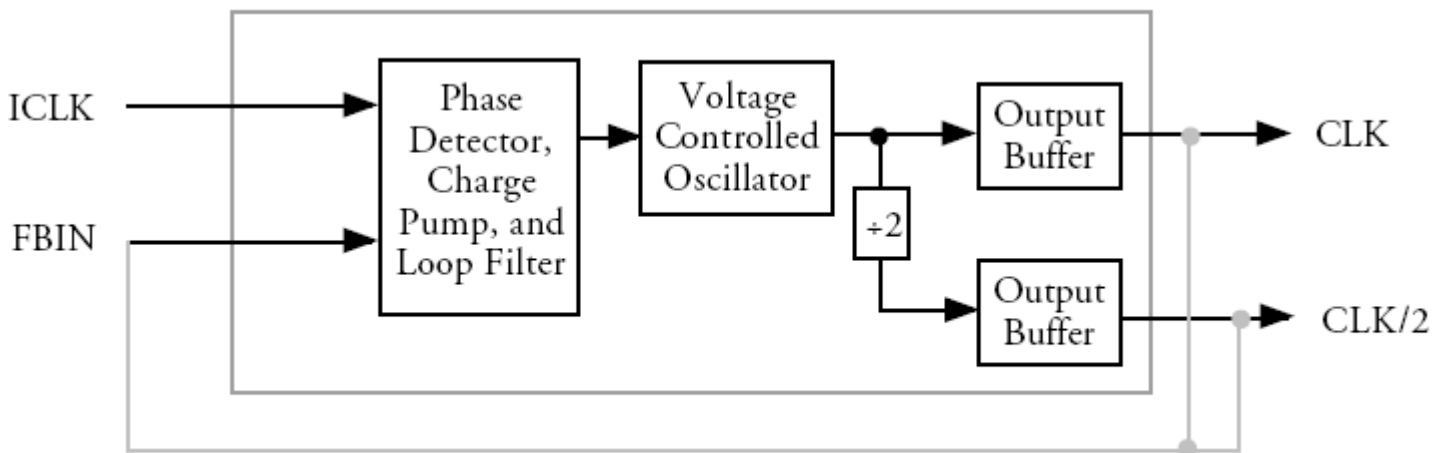 ICLK
FBIN
Phase
Detector,
Charge
Pump, and
Loop Filter
Voltage
Controlled
Oscillator
÷2
Output
Buffer
Output
Buffer
CLK
CLK/2